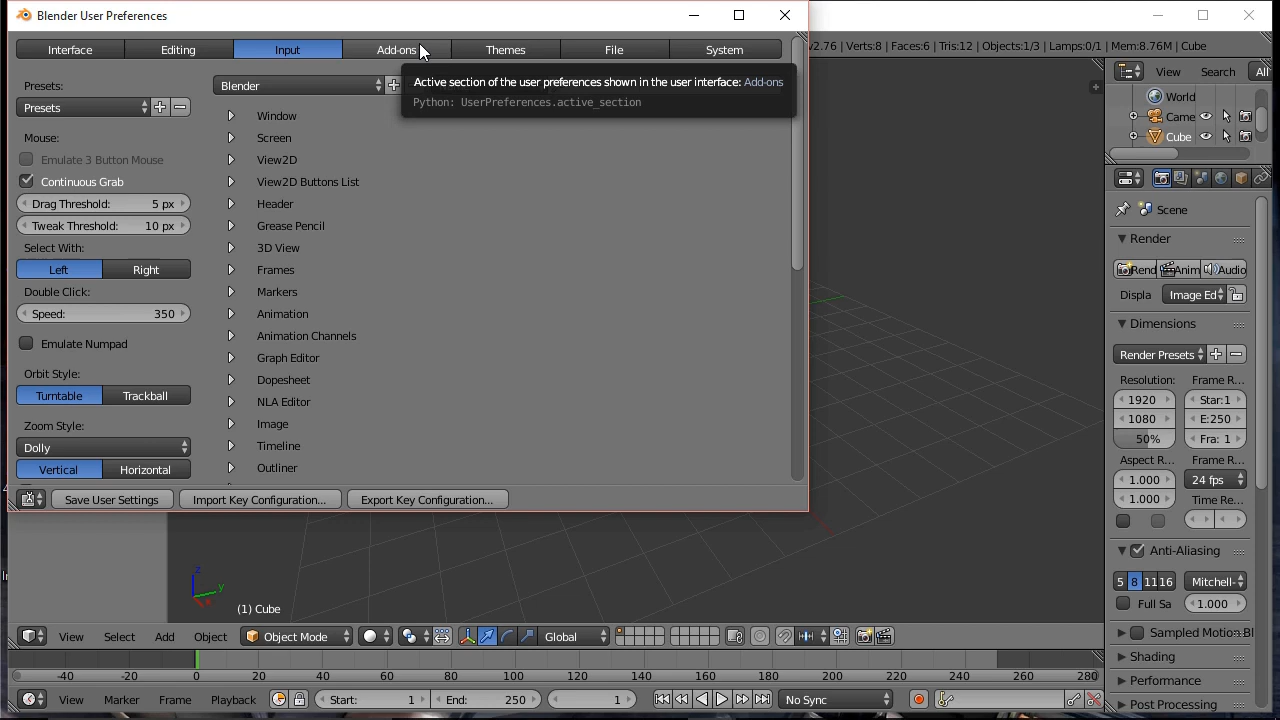 Blender User Preferences
Interface Editing Input Add-ons Themes File System
v2.76 | Verts:8 | Faces:6 | Tris:12 | Objects:1/3 | Lamps:0/1 | Mem:8.76M | Cube
Active section of the user preferences shown in the user interface: Add-ons
Python: UserPreferences.active_section
Presets:
Presets
Mouse:
Emulate 3 Button Mouse
Continuous Grab
Drag Threshold: 5 px
Tweak Threshold: 10 px
Select With:
Left Right
Double Click:
Speed: 350
Emulate Numpad
Orbit Style:
Turntable Trackball
Zoom Style:
Dolly
Vertical Horizontal
Blender
Window
Screen
View2D
View2D Buttons List
Header
Grease Pencil
3D View
Frames
Markers
Animation
Animation Channels
Graph Editor
Dopesheet
NLA Editor
Image
Timeline
Outliner
Save User Settings Import Key Configuration... Export Key Configuration...
View Search All
World
Came
Cube
Scene
Render
Rend Anim Audio
Displa Image Ed
Dimensions
Render Presets
Resolution: Frame R...
1920 Star:1
1080 E:250
50% Fra: 1
Aspect R... Frame R...
1.000 24 fps
1.000 Time Re...
Anti-Aliasing
5 8 11 16 Mitchell-
Full Sa 1.000
Sampled Motion Bl
Shading
Performance
Post Processing
z
y
x
(1) Cube
View Select Add Object Object Mode Global
-40 -20 0 20 40 60 80 100 120 140 160 180 200 220 240 260 280
View Marker Frame Playback Start: 1 End: 250 1 No Sync